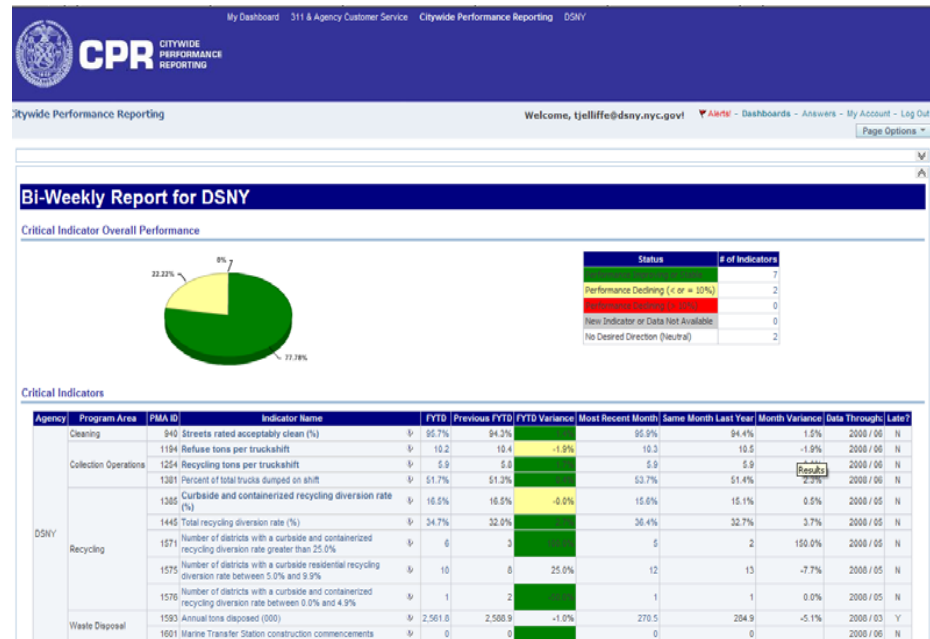 My Dashboard 311 & Agency Customer Service Citywide Performance Reporting DSNY
CPR CITYWIDE
PERFORMANCE
REPORTING
Citywide Performance Reporting
Welcome, tjelliffe@dsny.nyc.gov! Alerts! - Dashboards - Answers - My Account - Log Out
Page Options
Bi-Weekly Report for DSNY
Critical Indicator Overall Performance
0%
22.22%
77.78%
Status # of Indicators
7
Performance Declining (< or = 10%) 2
Performance Declining (> 10%) 0
New Indicator or Data Not Available 0
No Desired Direction (Neutral) 2
Critical Indicators
Agency Program Area PMA ID Indicator Name FYTD Previous FYTD FYTD Variance Most Recent Month Same Month Last Year Month Variance Data Through: Late?
DSNY
Cleaning 940 Streets rated acceptably clean (%) 95.7% 94.3% 95.9% 94.4% 1.5% 2008 / 06 N
Collection Operations
1194 Refuse tons per truckshift 10.2 10.4 -1.9% 10.3 10.5 -1.9% 2008 / 06 N
1254 Recycling tons per truckshift 5.9 5.8 5.9 5.9 2008 / 06 N
Results
1381 Percent of total trucks dumped on shift 51.7% 51.3% 53.7% 51.4% 2.3% 2008 / 06 N
Recycling
1385 Curbside and containerized recycling diversion rate (%) 16.5% 16.5% -0.0% 15.6% 15.1% 0.5% 2008 / 05 N
1445 Total recycling diversion rate (%) 34.7% 32.0% 36.4% 32.7% 3.7% 2008 / 05 N
1571 Number of districts with a curbside and containerized recycling diversion rate greater than 25.0% 6 3 5 2 150.0% 2008 / 05 N
1575 Number of districts with a curbside residential recycling diversion rate between 5.0% and 9.9% 10 8 25.0% 12 13 -7.7% 2008 / 05 N
1576 Number of districts with a curbside and containerized recycling diversion rate between 0.0% and 4.9% 1 2 1 1 0.0% 2008 / 05 N
Waste Disposal
1593 Annual tons disposed (000) 2,561.8 2,588.9 -1.0% 270.5 284.9 -5.1% 2008 / 03 Y
1601 Marine Transfer Station construction commencements 0 0 0 0 2008 / 06 N